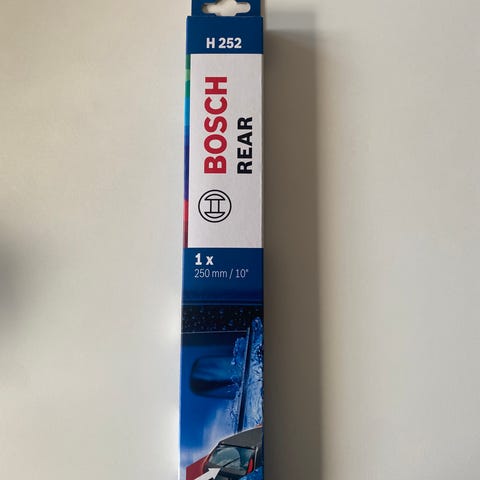 H 252
BOSCH
REAR
1 x
250 mm / 10"